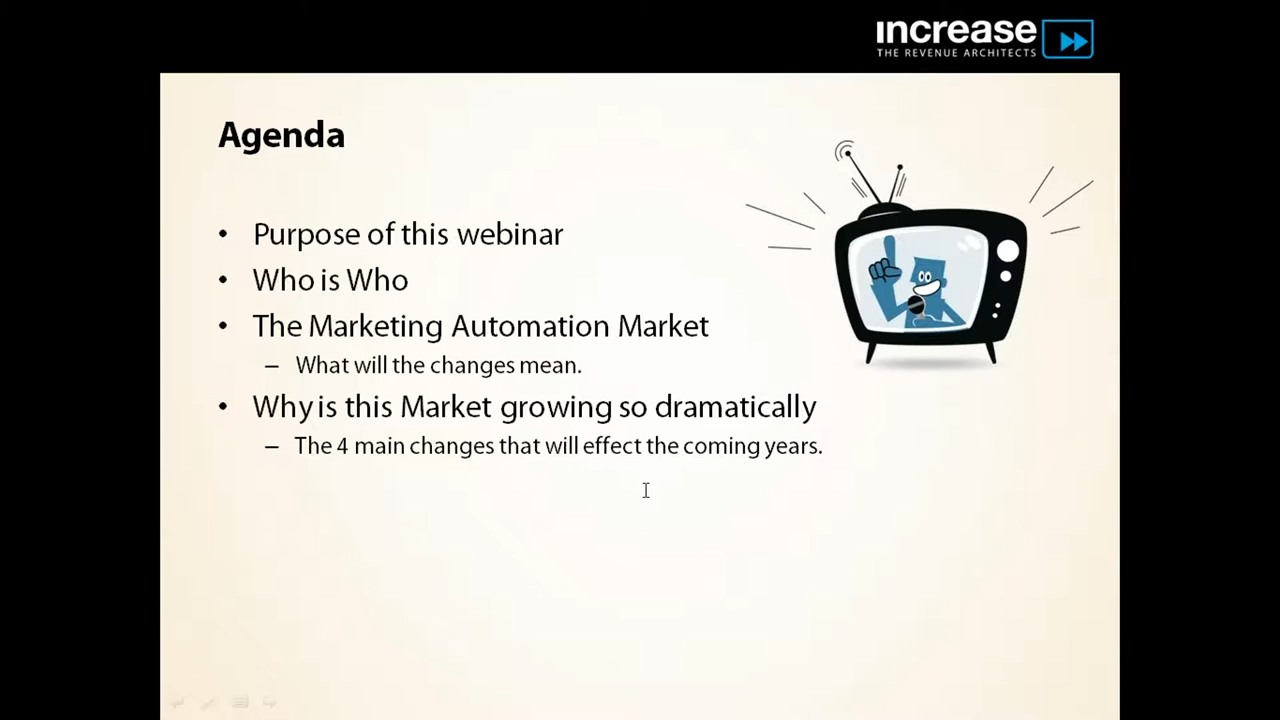 increase
THE REVENUE ARCHITECTS
Agenda
• Purpose of this webinar
• Who is Who
• The Marketing Automation Market
– What will the changes mean.
• Why is this Market growing so dramatically
– The 4 main changes that will effect the coming years.